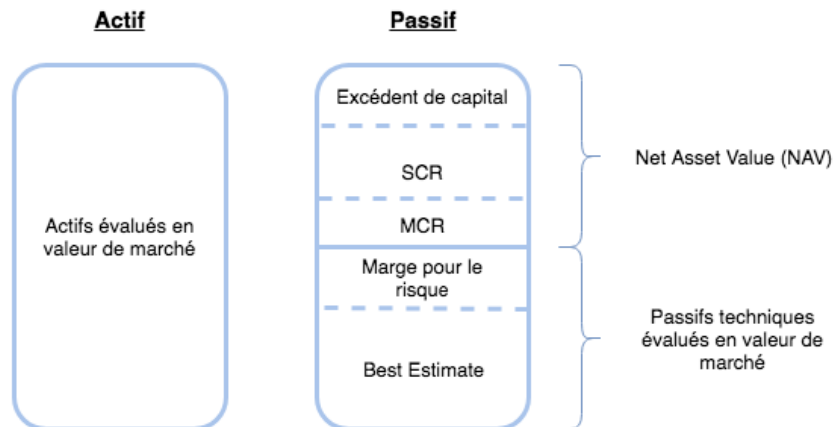 Actif
Passif
Actifs évalués en
valeur de marché
Excédent de capital
SCR
MCR
Marge pour le
risque
Best Estimate
Net Asset Value (NAV)
Passifs techniques
évalués en valeur de
marché